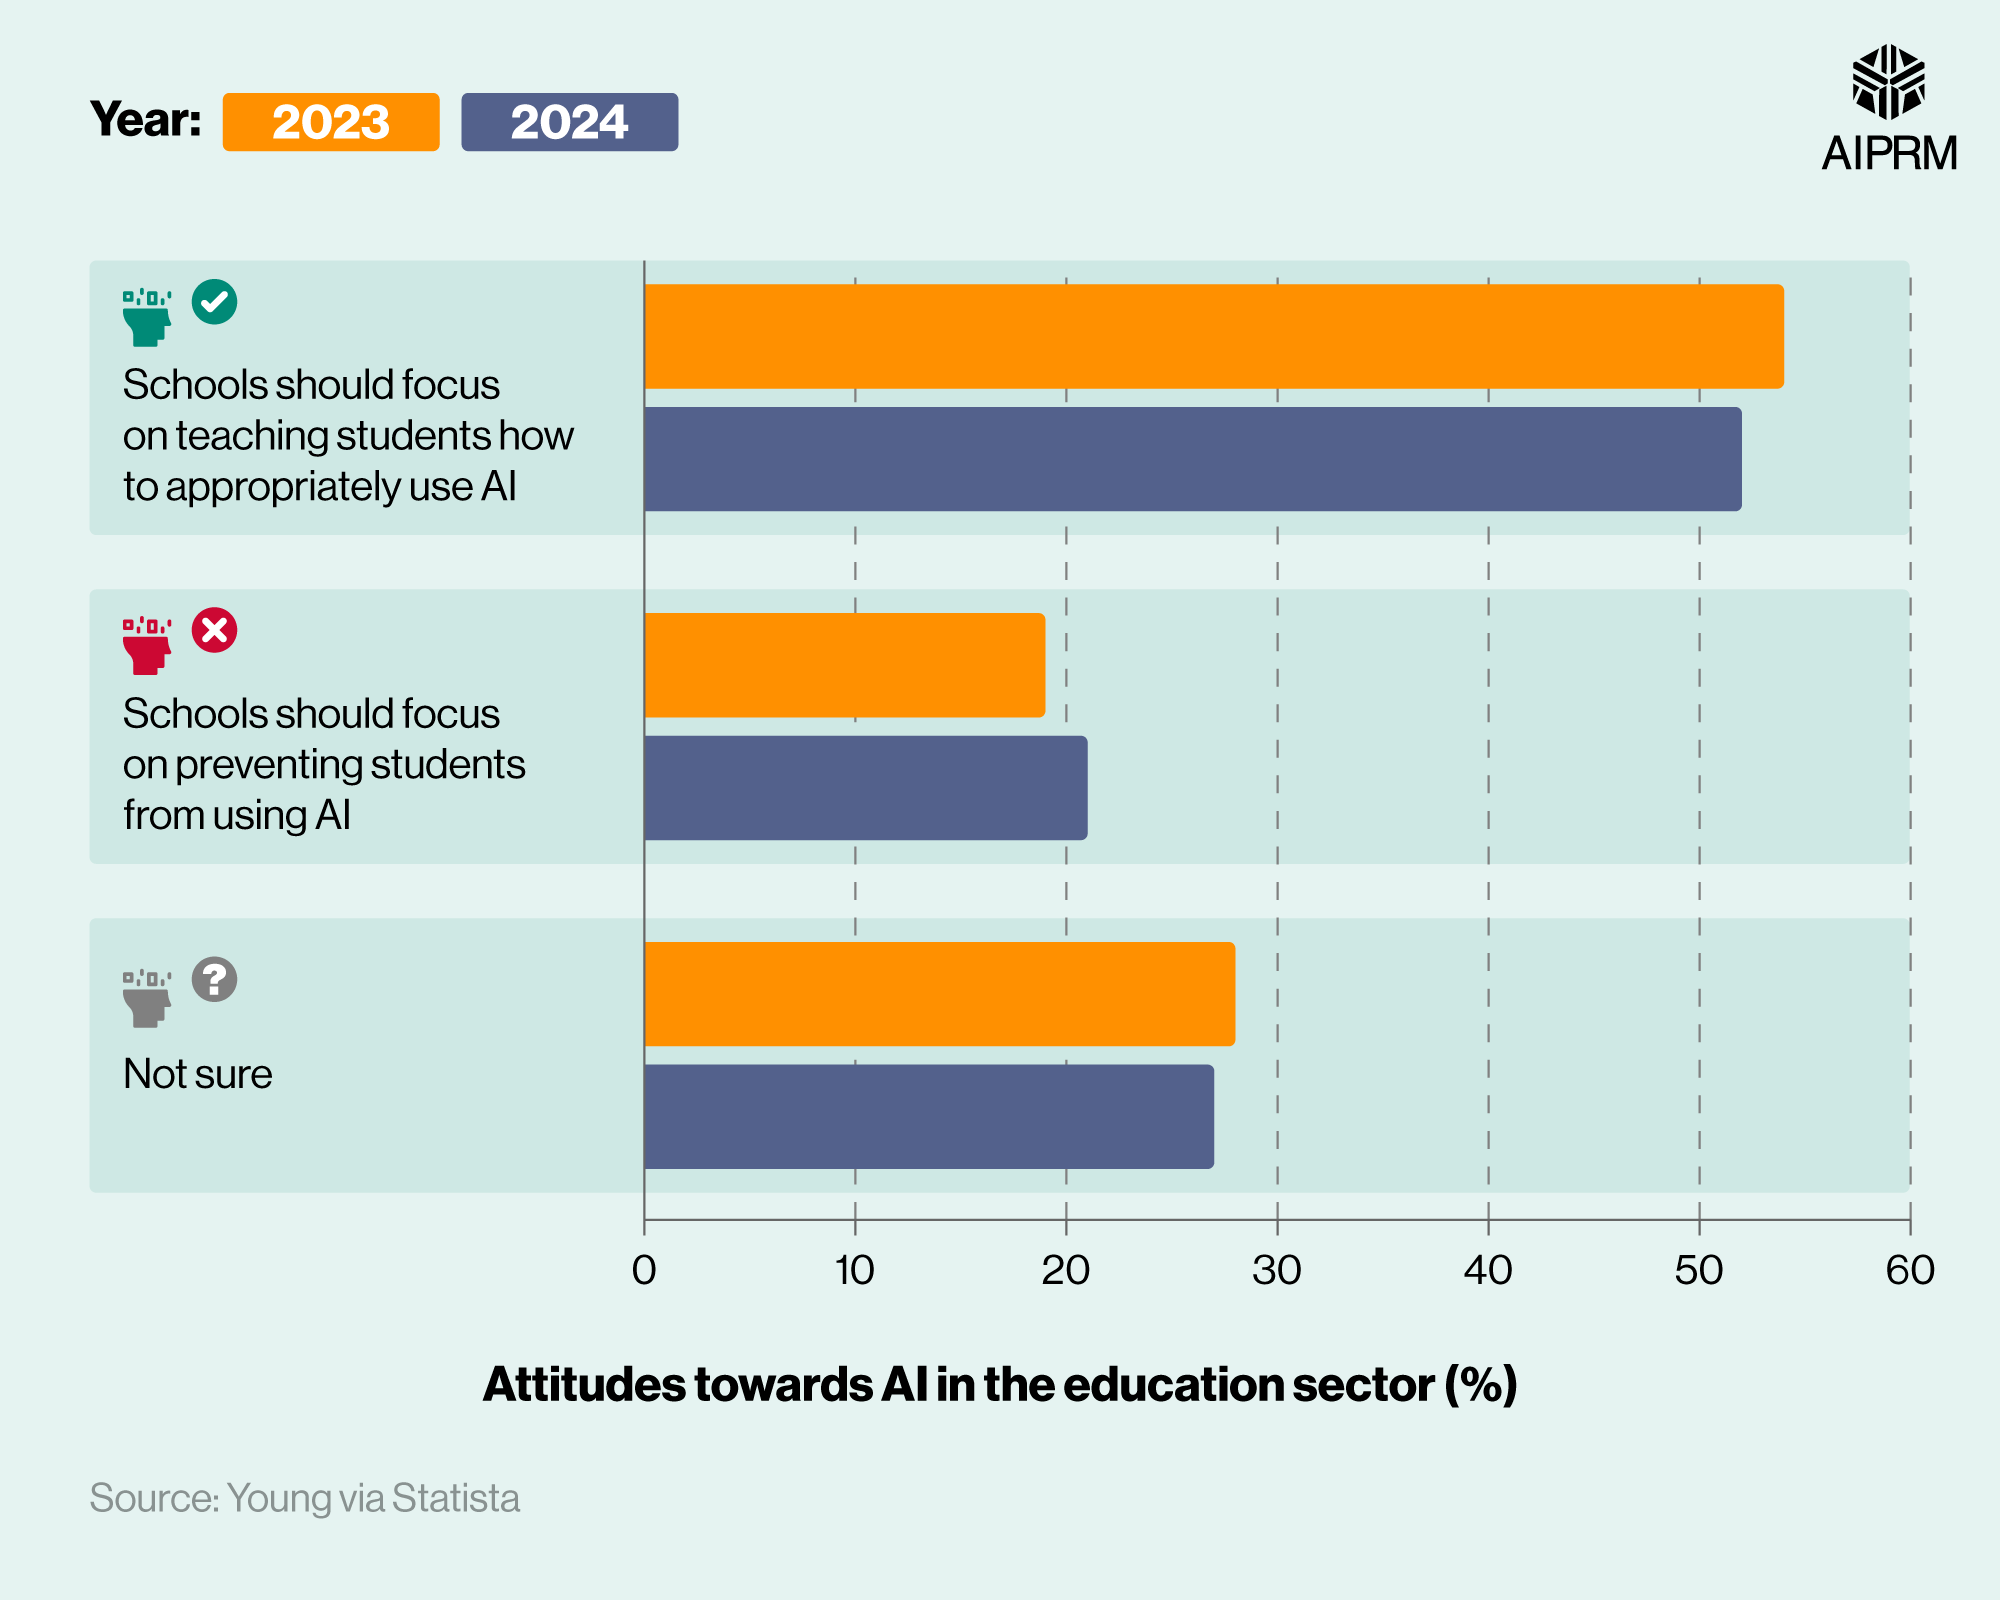 Year:
2023
2024
AIPRM
Schools should focus
on teaching students how
to appropriately use AI
Schools should focus
on preventing students
from using AI
?
Not sure
0
10
20
30
40
50
60
Attitudes towards AI in the education sector (%)
Source: Young via Statista